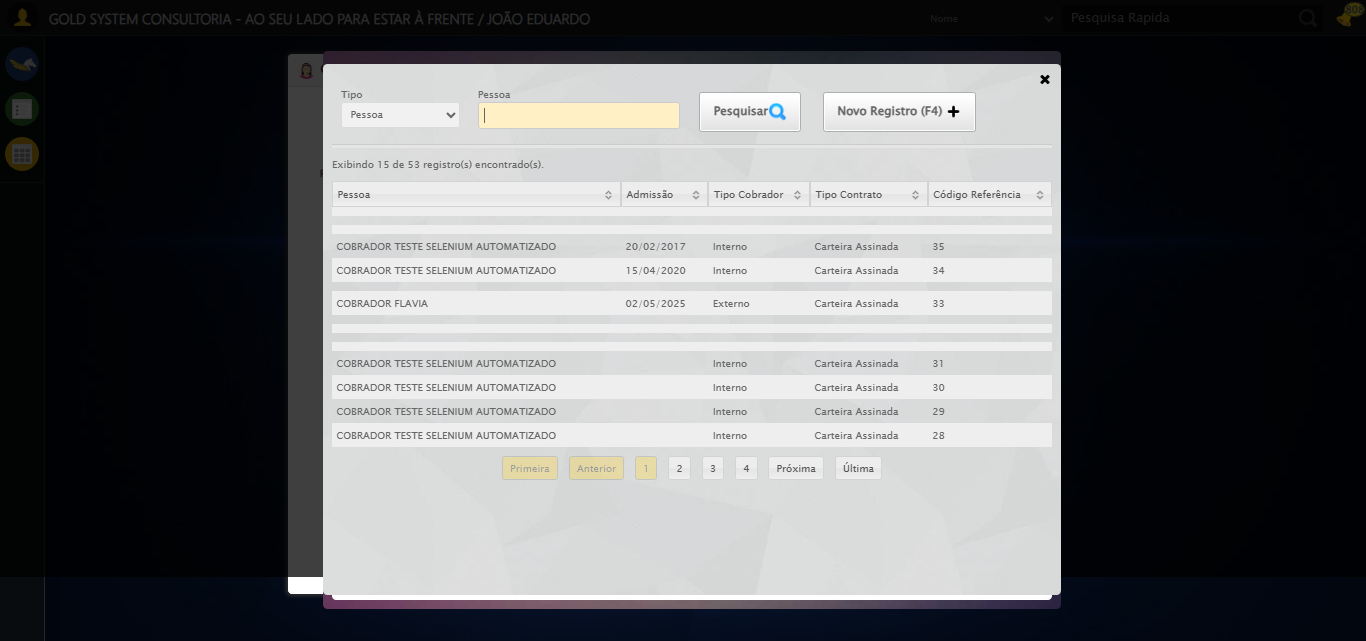 GOLD SYSTEM CONSULTORIA - AO SEU LADO PARA ESTAR À FRENTE / JOÃO EDUARDO
Nome
Pesquisa Rapida
Tipo
Pessoa
Pessoa
Pesquisar
Novo Registro (F4)
Exibindo 15 de 53 registro(s) encontrado(s).
Pessoa Admissão Tipo Cobrador Tipo Contrato Código Referência
COBRADOR TESTE SELENIUM AUTOMATIZADO 20/02/2017 Interno Carteira Assinada 35
COBRADOR TESTE SELENIUM AUTOMATIZADO 15/04/2020 Interno Carteira Assinada 34
COBRADOR FLAVIA 02/05/2025 Externo Carteira Assinada 33
COBRADOR TESTE SELENIUM AUTOMATIZADO Interno Carteira Assinada 31
COBRADOR TESTE SELENIUM AUTOMATIZADO Interno Carteira Assinada 30
COBRADOR TESTE SELENIUM AUTOMATIZADO Interno Carteira Assinada 29
COBRADOR TESTE SELENIUM AUTOMATIZADO Interno Carteira Assinada 28
Primeira Anterior 1 2 3 4 Próxima Última